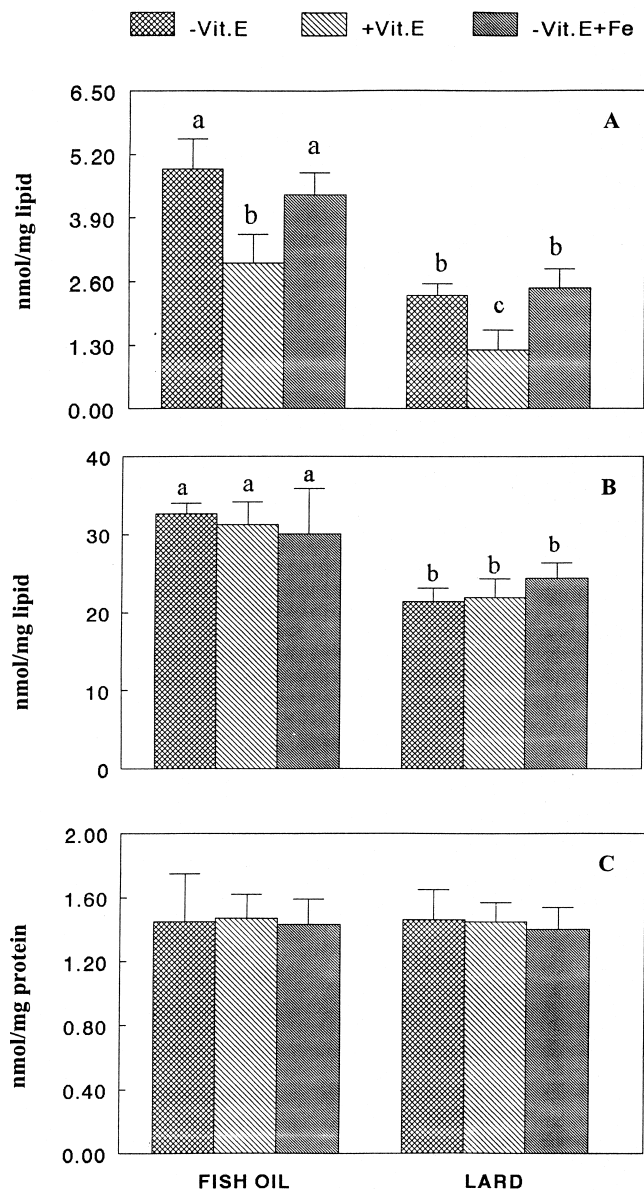 -Vit.E +Vit.E -Vit.E+Fe
A
nmol/mg lipid
6.50
5.20
3.90
2.60
1.30
0.00
a b a b c b
B
nmol/mg lipid
40
30
20
10
0
a a a b b b
C
nmol/mg protein
2.00
1.60
1.20
0.80
0.40
0.00
FISH OIL LARD